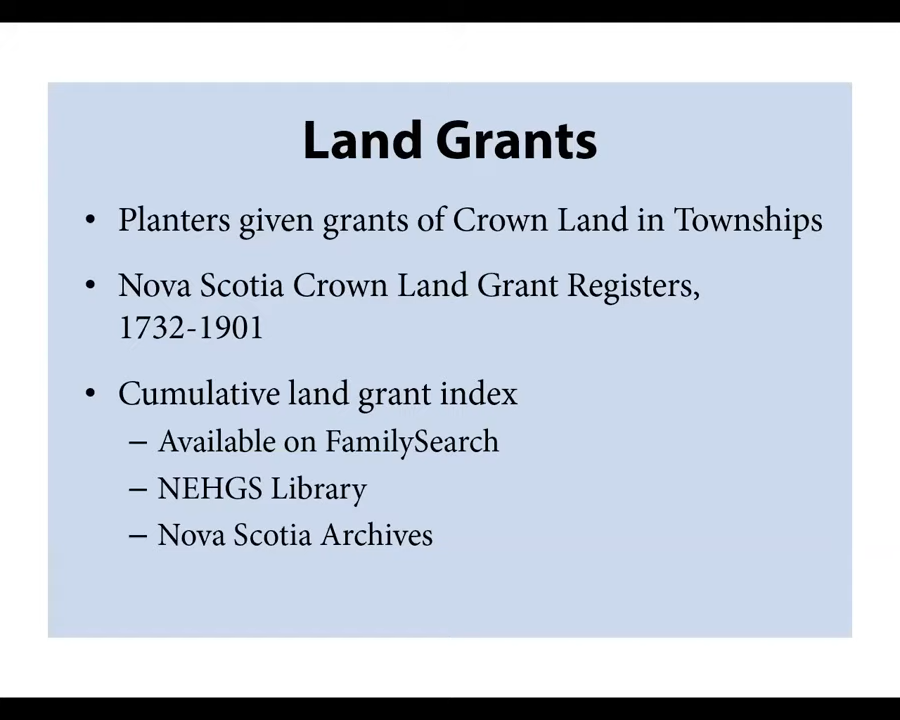 Land Grants
• Planters given grants of Crown Land in Townships
• Nova Scotia Crown Land Grant Registers,
1732-1901
• Cumulative land grant index
– Available on FamilySearch
– NEHGS Library
– Nova Scotia Archives